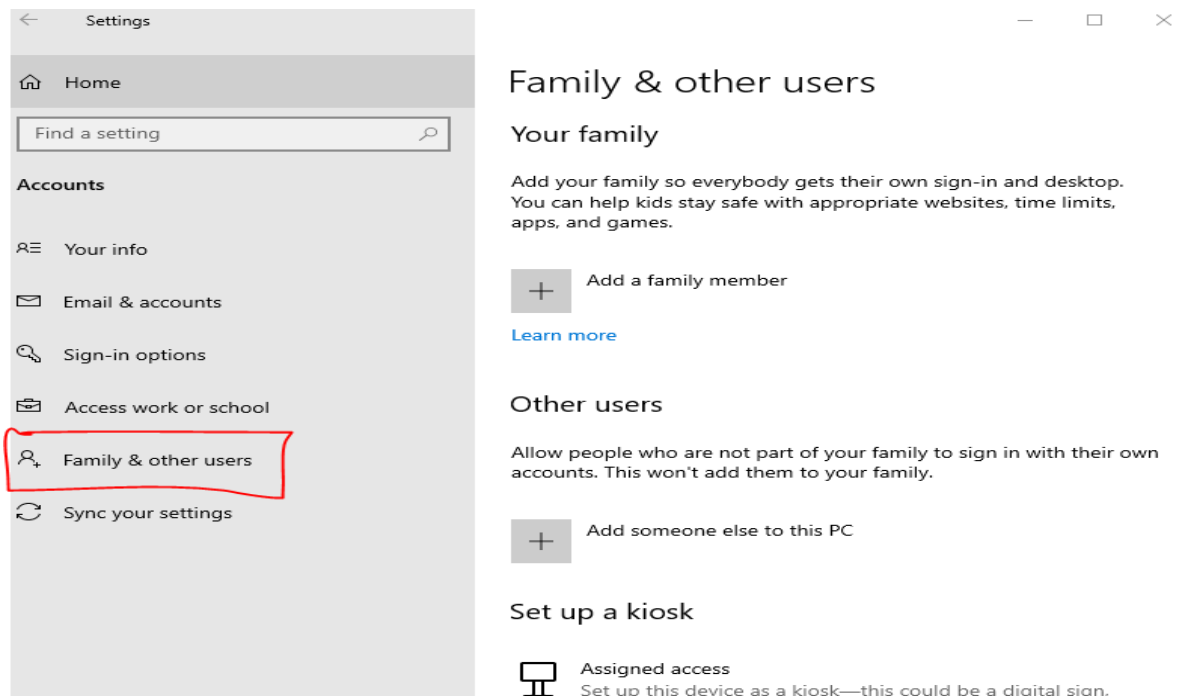 Settings
Home
Find a setting
Accounts
Your info
Email & accounts
Sign-in options
Access work or school
Family & other users
Sync your settings
Family & other users
Your family
Add your family so everybody gets their own sign-in and desktop.
You can help kids stay safe with appropriate websites, time limits,
apps, and games.
Add a family member
Learn more
Other users
Allow people who are not part of your family to sign in with their own
accounts. This won't add them to your family.
Add someone else to this PC
Set up a kiosk
Assigned access
Set up this device as a kiosk—this could be a digital sign,